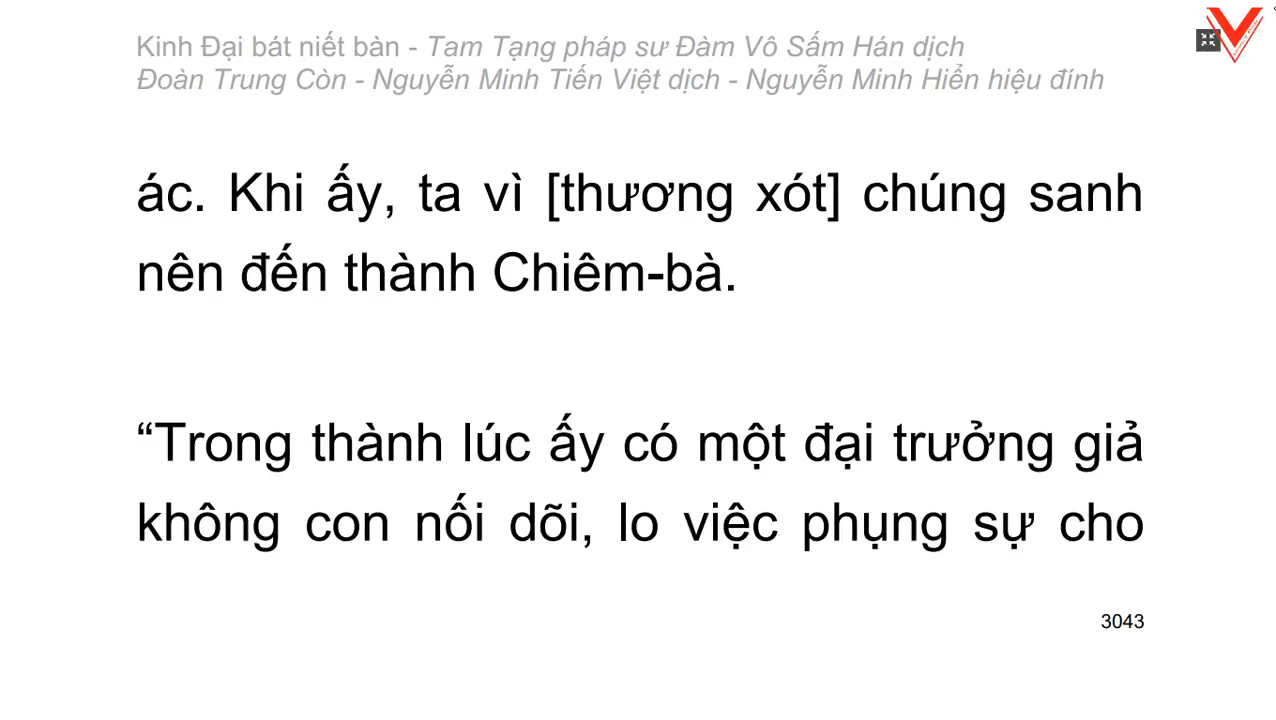 Kinh Đại bát niết bàn - Tam Tạng pháp sư Đàm Vô Sấm Hán dịch
Đoàn Trung Còn - Nguyễn Minh Tiến Việt dịch - Nguyễn Minh Hiển hiệu đính
ác. Khi ấy, ta vì [thương xót] chúng sanh
nên đến thành Chiêm-bà.
“Trong thành lúc ấy có một đại trưởng giả
không con nối dõi, lo việc phụng sự cho
3043